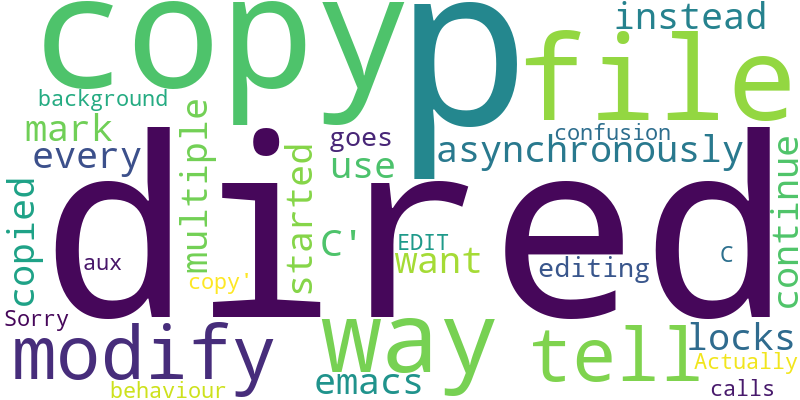 copy
p
instead
file
background
mark
multiple
goes
confusion
every
use
asynchronously
copied
dired
started
continue
C'
EDIT
want
aux
editing
C
copy'
Sorry
modify
way
tell
locks
Actually
behaviour
emacs
calls